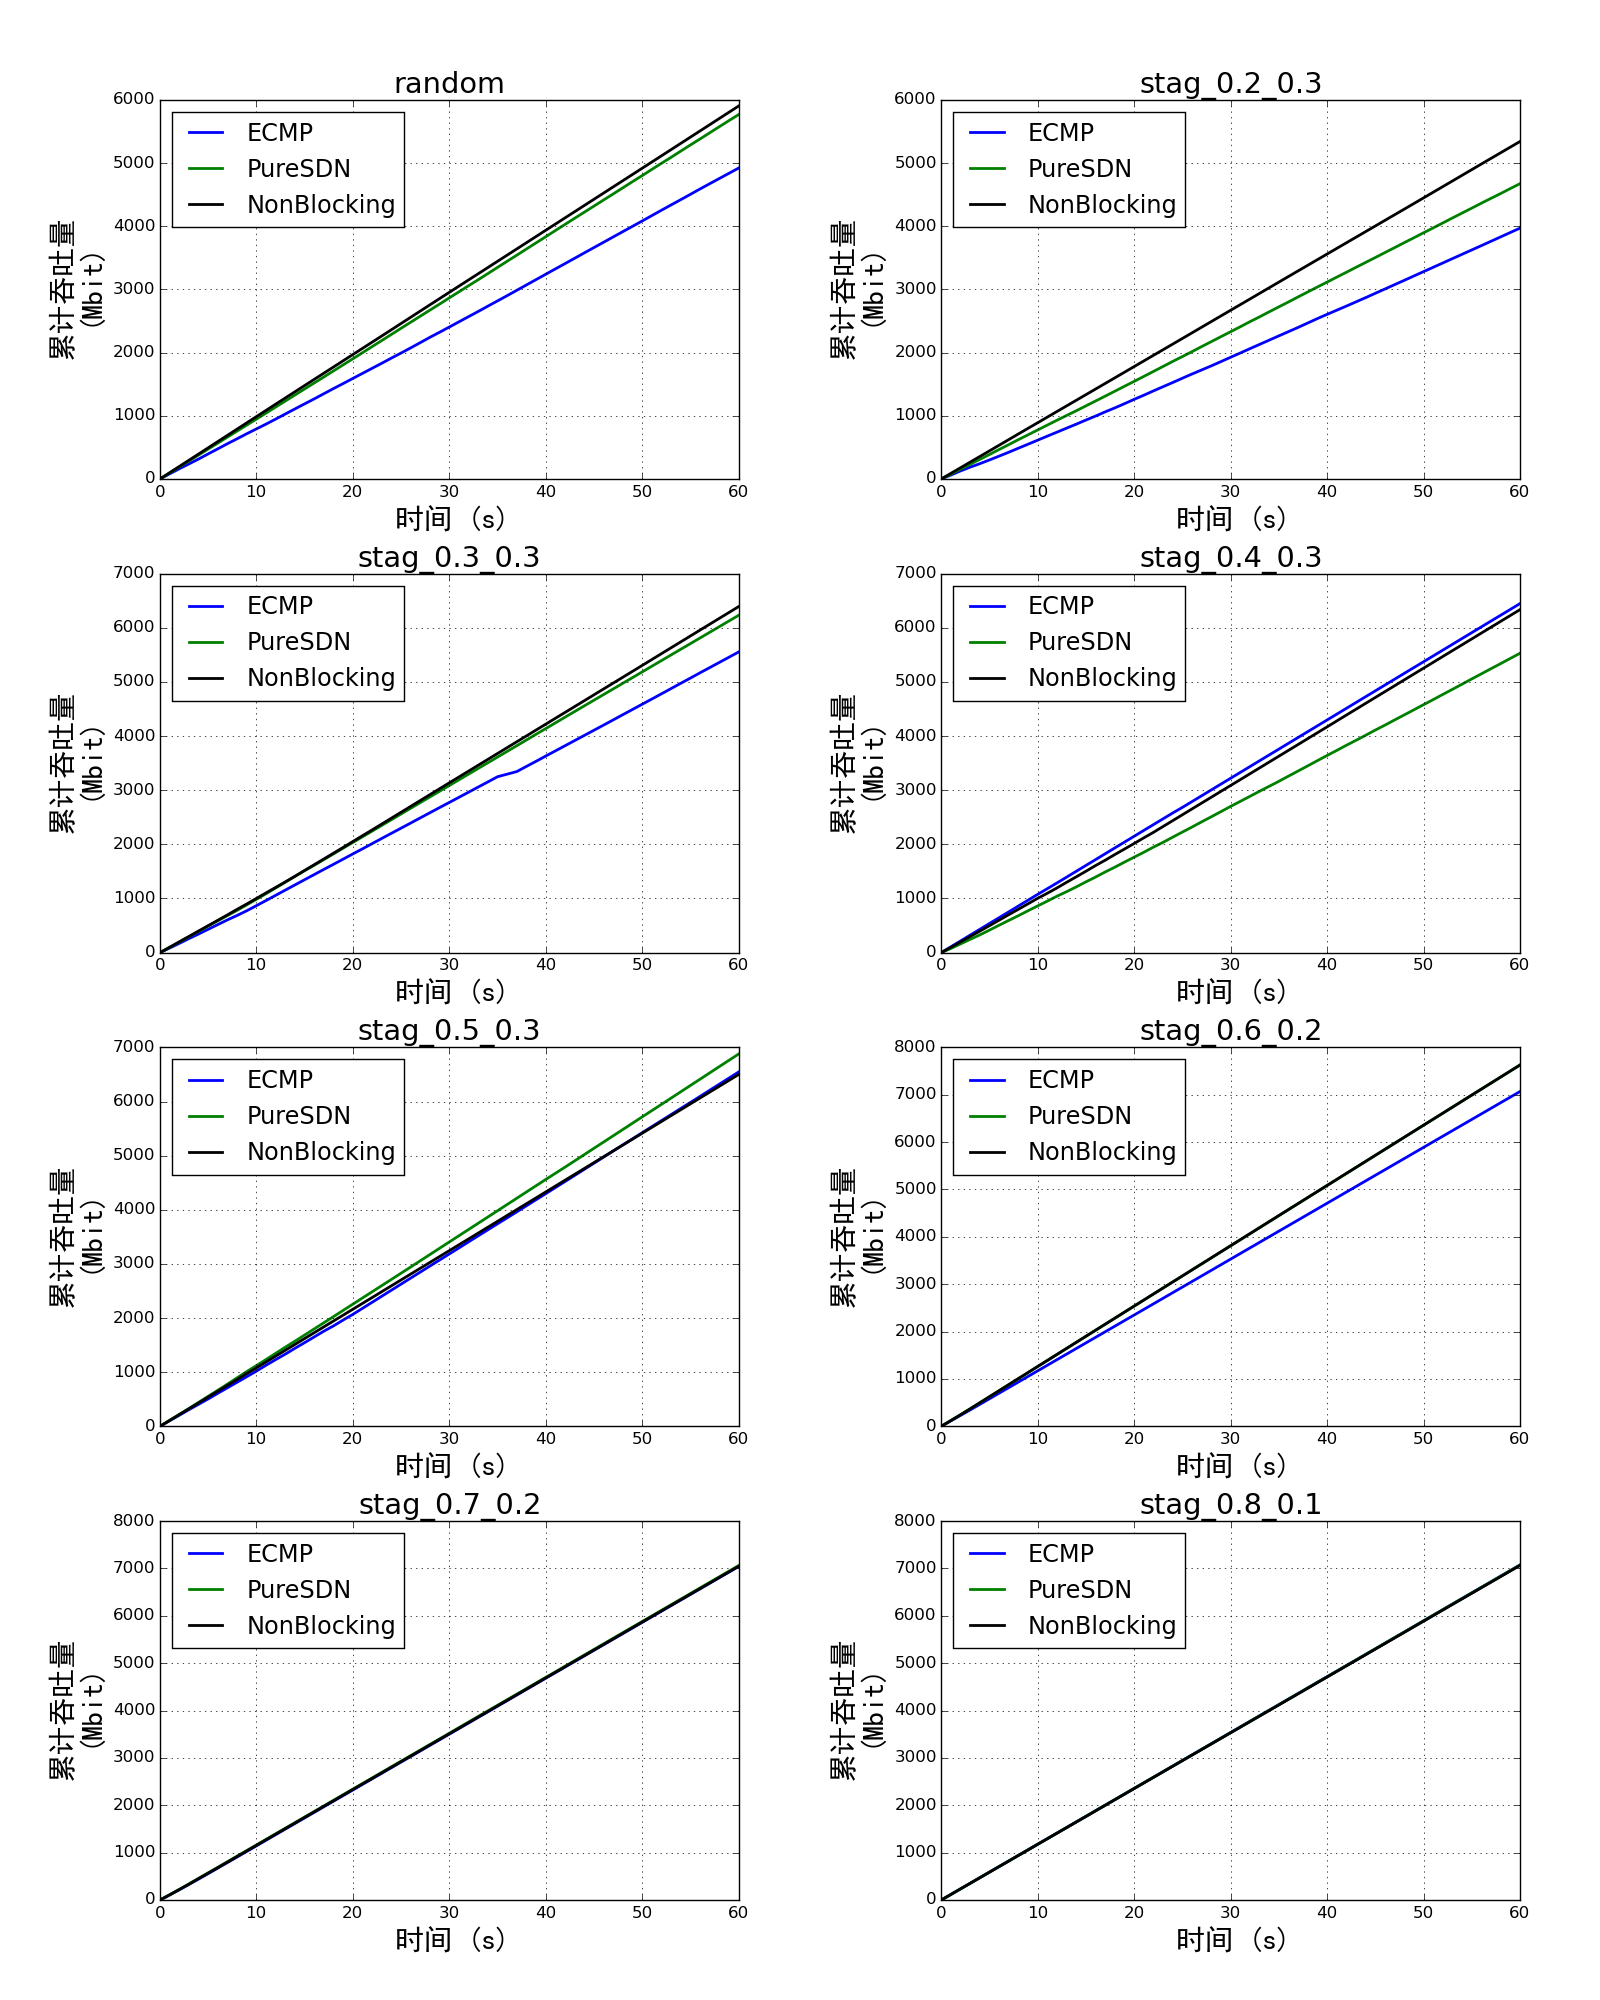 random
6000
5000
4000
3000
2000
1000
0
ECMP
PureSDN
NonBlocking
累计吞吐量
(Mbit)
0 10 20 30 40 50 60
时间 (s)
stag_0.2_0.3
6000
5000
4000
3000
2000
1000
0
ECMP
PureSDN
NonBlocking
累计吞吐量
(Mbit)
0 10 20 30 40 50 60
时间 (s)
stag_0.3_0.3
7000
6000
5000
4000
3000
2000
1000
0
ECMP
PureSDN
NonBlocking
累计吞吐量
(Mbit)
0 10 20 30 40 50 60
时间 (s)
stag_0.4_0.3
7000
6000
5000
4000
3000
2000
1000
0
ECMP
PureSDN
NonBlocking
累计吞吐量
(Mbit)
0 10 20 30 40 50 60
时间 (s)
stag_0.5_0.3
7000
6000
5000
4000
3000
2000
1000
0
ECMP
PureSDN
NonBlocking
累计吞吐量
(Mbit)
0 10 20 30 40 50 60
时间 (s)
stag_0.6_0.2
8000
7000
6000
5000
4000
3000
2000
1000
0
ECMP
PureSDN
NonBlocking
累计吞吐量
(Mbit)
0 10 20 30 40 50 60
时间 (s)
stag_0.7_0.2
8000
7000
6000
5000
4000
3000
2000
1000
0
ECMP
PureSDN
NonBlocking
累计吞吐量
(Mbit)
0 10 20 30 40 50 60
时间 (s)
stag_0.8_0.1
8000
7000
6000
5000
4000
3000
2000
1000
0
ECMP
PureSDN
NonBlocking
累计吞吐量
(Mbit)
0 10 20 30 40 50 60
时间 (s)